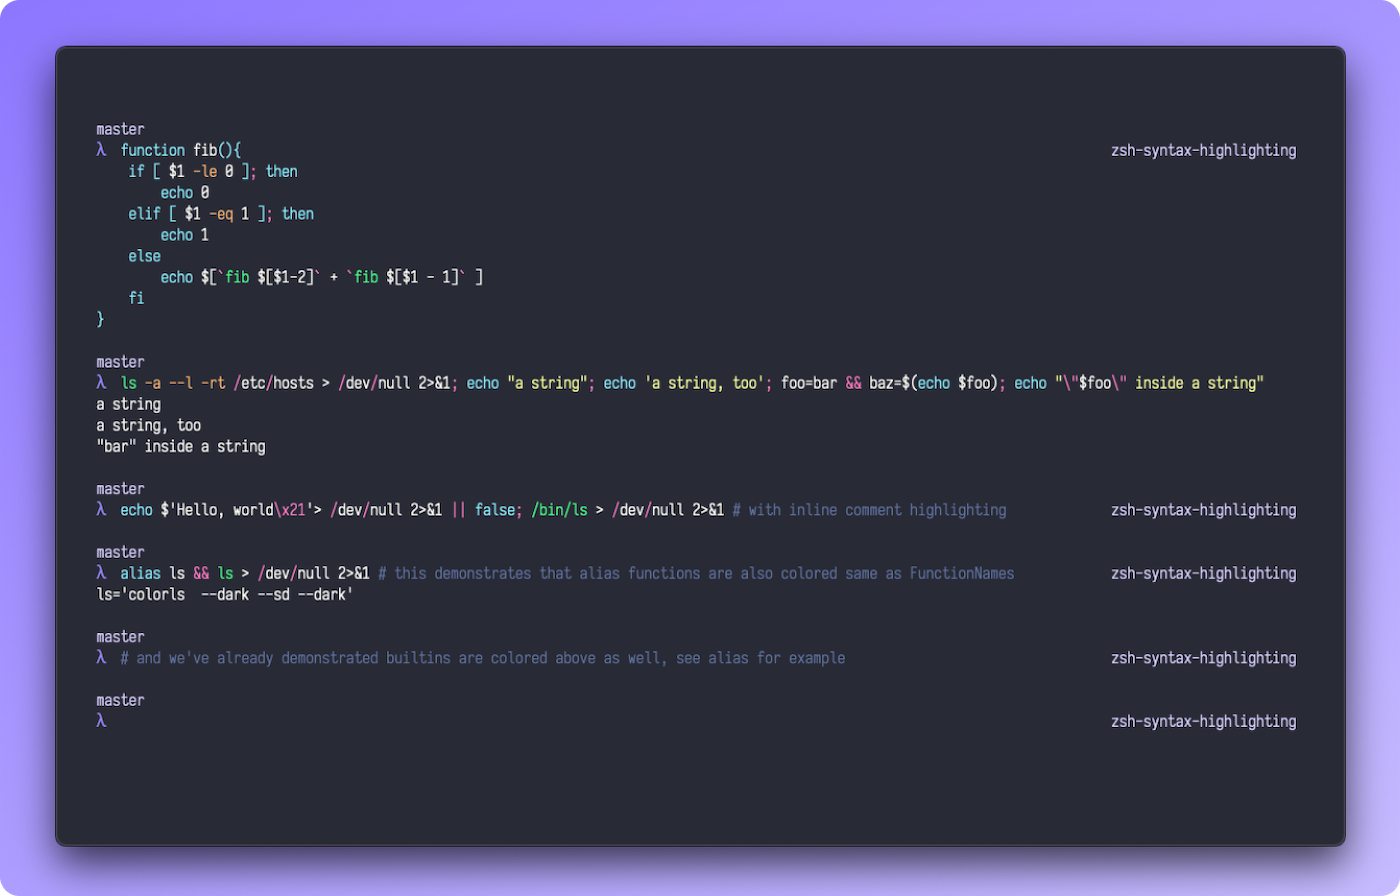 master
λ function fib(){ zsh-syntax-highlighting
    if [ $1 -le 0 ]; then
        echo 0
    elif [ $1 -eq 1 ]; then
        echo 1
    else
        echo $[`fib $[$1-2]` + `fib $[$1 - 1]` ]
    fi
}
master
λ ls -a --l -rt /etc/hosts > /dev/null 2>&1; echo "a string"; echo 'a string, too'; foo=bar && baz=$(echo $foo); echo "\"$foo\" inside a string"
a string
a string, too
"bar" inside a string
master
λ echo $'Hello, world\x21'> /dev/null 2>&1 || false; /bin/ls > /dev/null 2>&1 # with inline comment highlighting zsh-syntax-highlighting
master
λ alias ls && ls > /dev/null 2>&1 # this demonstrates that alias functions are also colored same as FunctionNames zsh-syntax-highlighting
ls='colorls  --dark --sd --dark'
master
λ # and we've already demonstrated builtins are colored above as well, see alias for example zsh-syntax-highlighting
master
λ zsh-syntax-highlighting